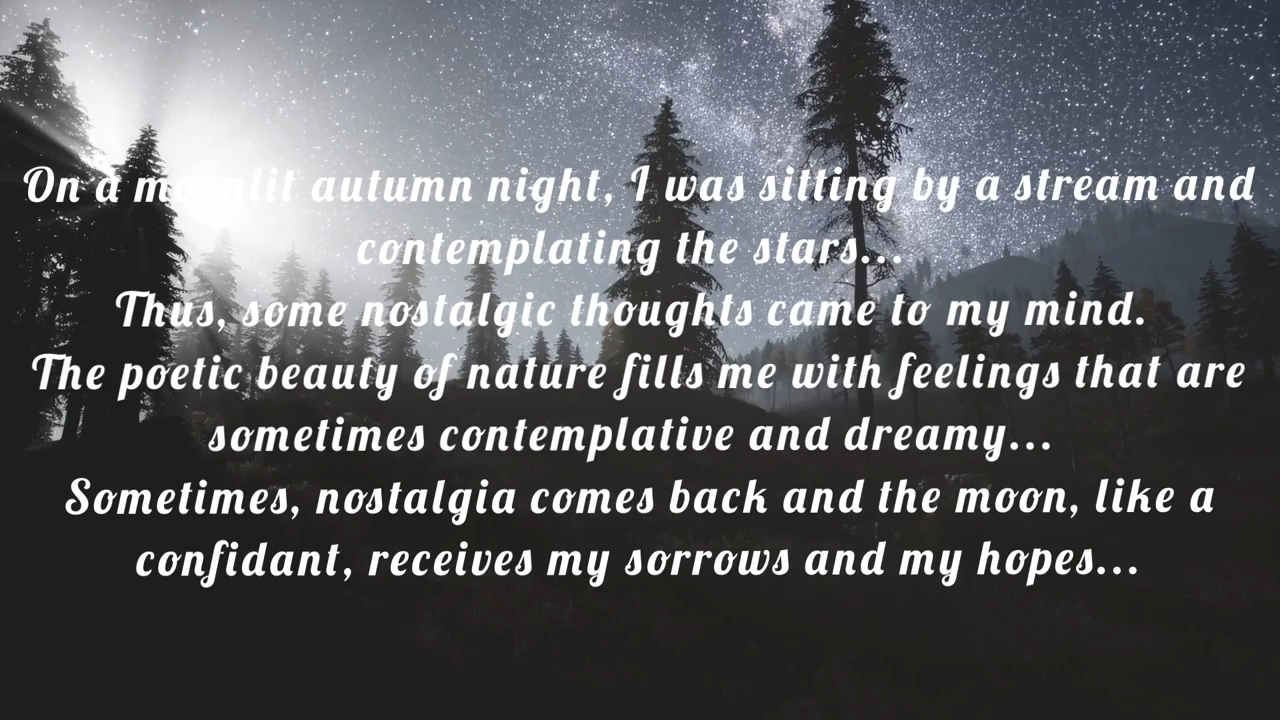 On a moonlit autumn night, I was sitting by a stream and
contemplating the stars...
Thus, some nostalgic thoughts came to my mind.
The poetic beauty of nature fills me with feelings that are
sometimes contemplative and dreamy...
Sometimes, nostalgia comes back and the moon, like a
confidant, receives my sorrows and my hopes...